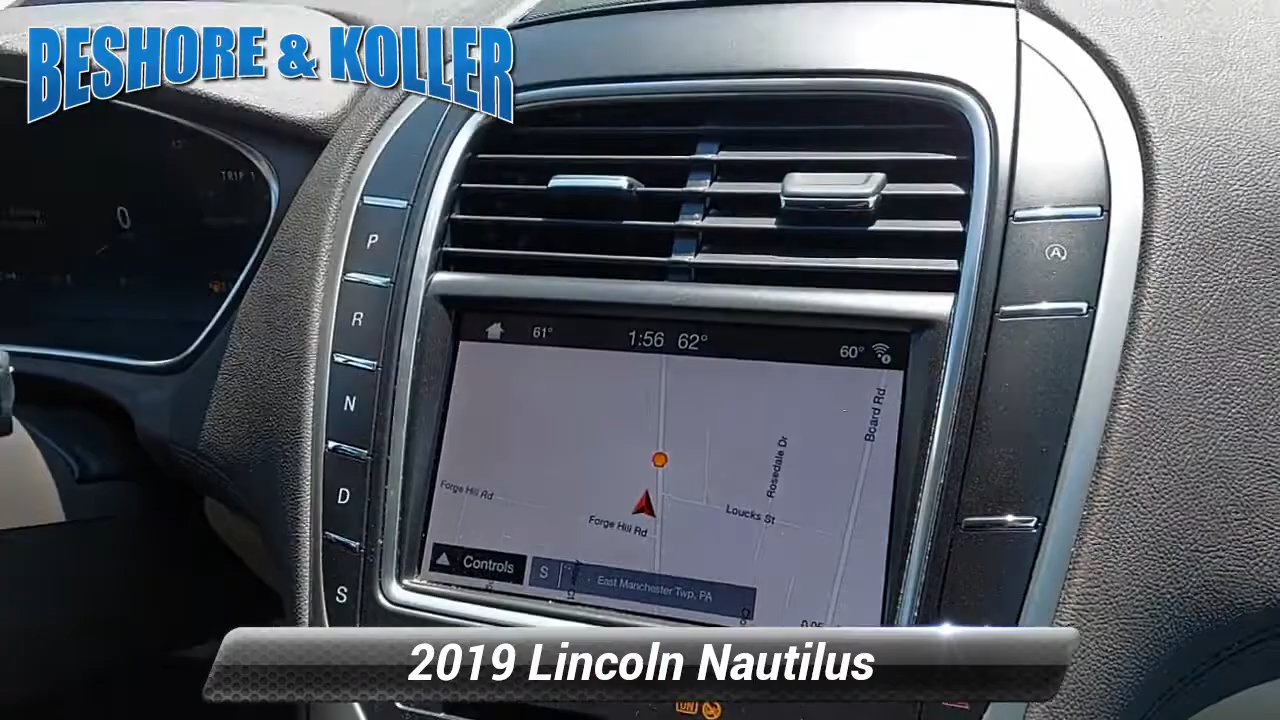 BESHORE & KOLLER
TRIP 1
0
P
R
N
D
S
A
61°
1:56 62°
60°
Board Rd
Rosedale Dr
Forge Hill Rd
Forge Hill Rd
Loucks St
Controls
S
East Manchester Twp, PA
2019 Lincoln Nautilus